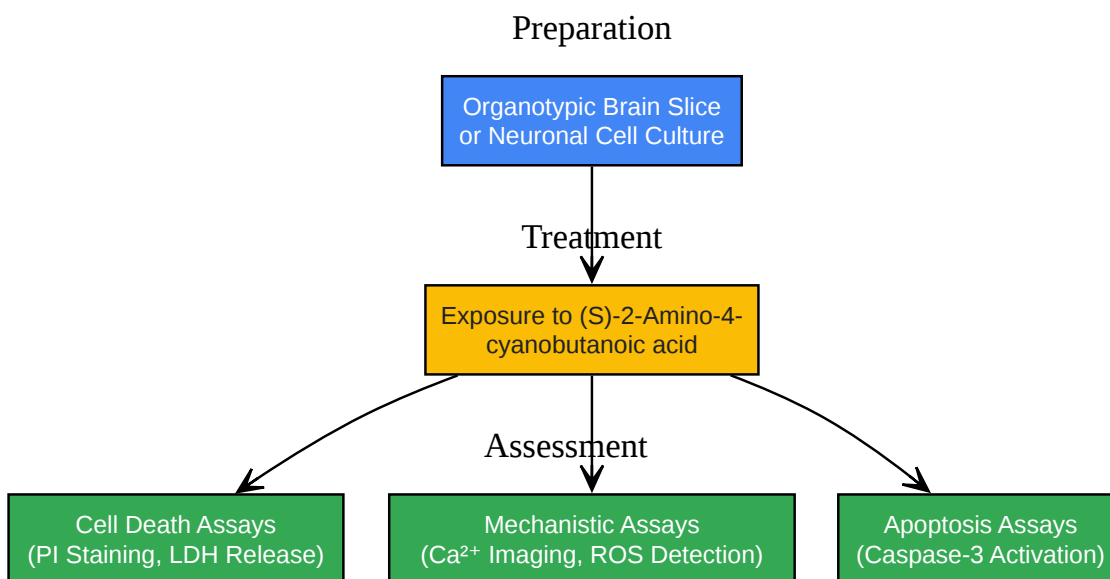 Preparation
Organotypic Brain Slice
or Neuronal Cell Culture
Treatment
Exposure to (S)-2-Amino-4-
cyanobutanoic acid
Assessment
Cell Death Assays
(PI Staining, LDH Release)
Mechanistic Assays
(Ca²⁺ Imaging, ROS Detection)
Apoptosis Assays
(Caspase-3 Activation)